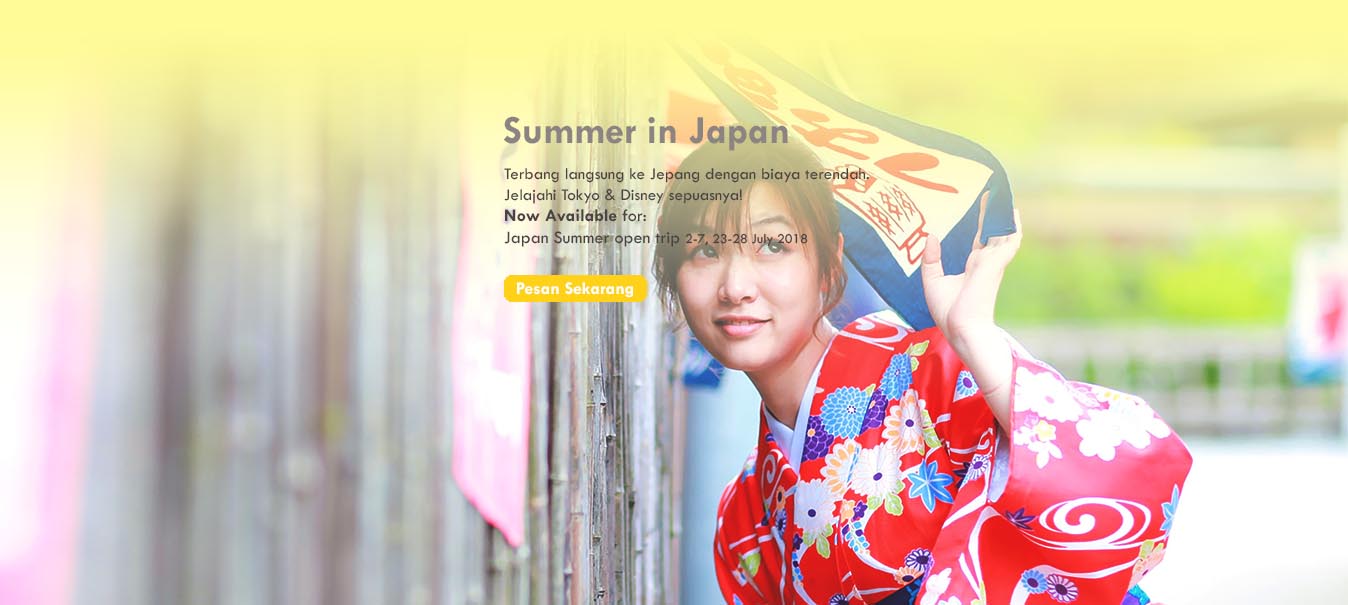 Summer in Japan
Terbang langsung ke Jepang dengan biaya terendah.
Jelajahi Tokyo & Disney sepuasnya!
Now Available for:
Japan Summer open trip 2-7, 23-28 July 2018
Pesan Sekarang